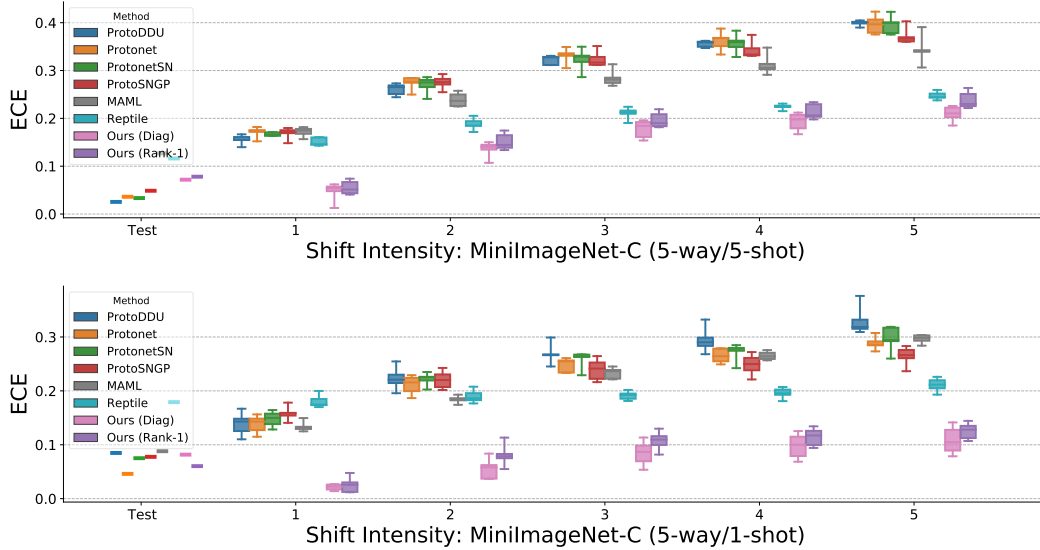 0.4
0.3
0.2
0.1
0.0
ECE
Method
ProtoDDU
Protonet
ProtonetSN
ProtoSNGP
MAML
Reptile
Ours (Diag)
Ours (Rank-1)
Test 1 2 3 4 5
Shift Intensity: MiniImageNet-C (5-way/5-shot)
0.3
0.2
0.1
0.0
ECE
Method
ProtoDDU
Protonet
ProtonetSN
ProtoSNGP
MAML
Reptile
Ours (Diag)
Ours (Rank-1)
Test 1 2 3 4 5
Shift Intensity: MiniImageNet-C (5-way/1-shot)